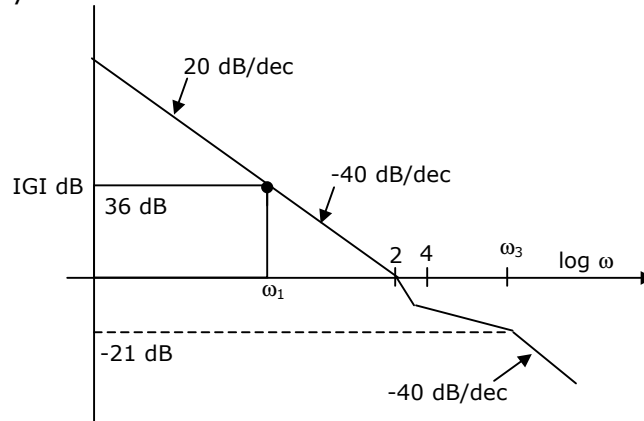 20 dB/dec
-40 dB/dec
IGI dB
36 dB
2 4 ω3 log ω
ω1
-21 dB
-40 dB/dec